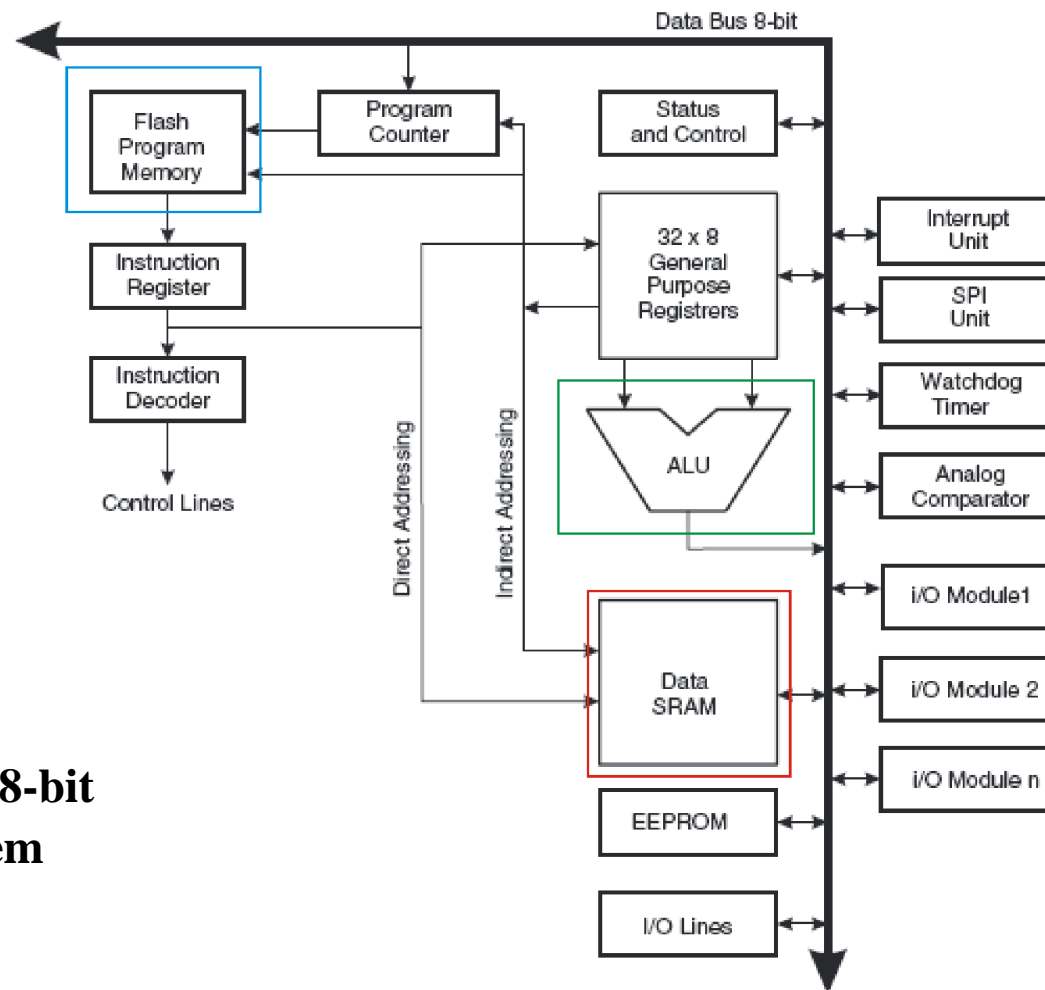 Data Bus 8-bit
Flash
Program
Memory
Program
Counter
Status
and Control
Interrupt
Unit
32 x 8
General
Purpose
Registrers
Instruction
Register
SPI
Unit
Instruction
Decoder
Watchdog
Timer
ALU
Analog
Comparator
Control Lines
Direct Addressing
Indirect Addressing
i/O Module1
Data
SRAM
i/O Module 2
i/O Module n
8-bit
em
EEPROM
I/O Lines